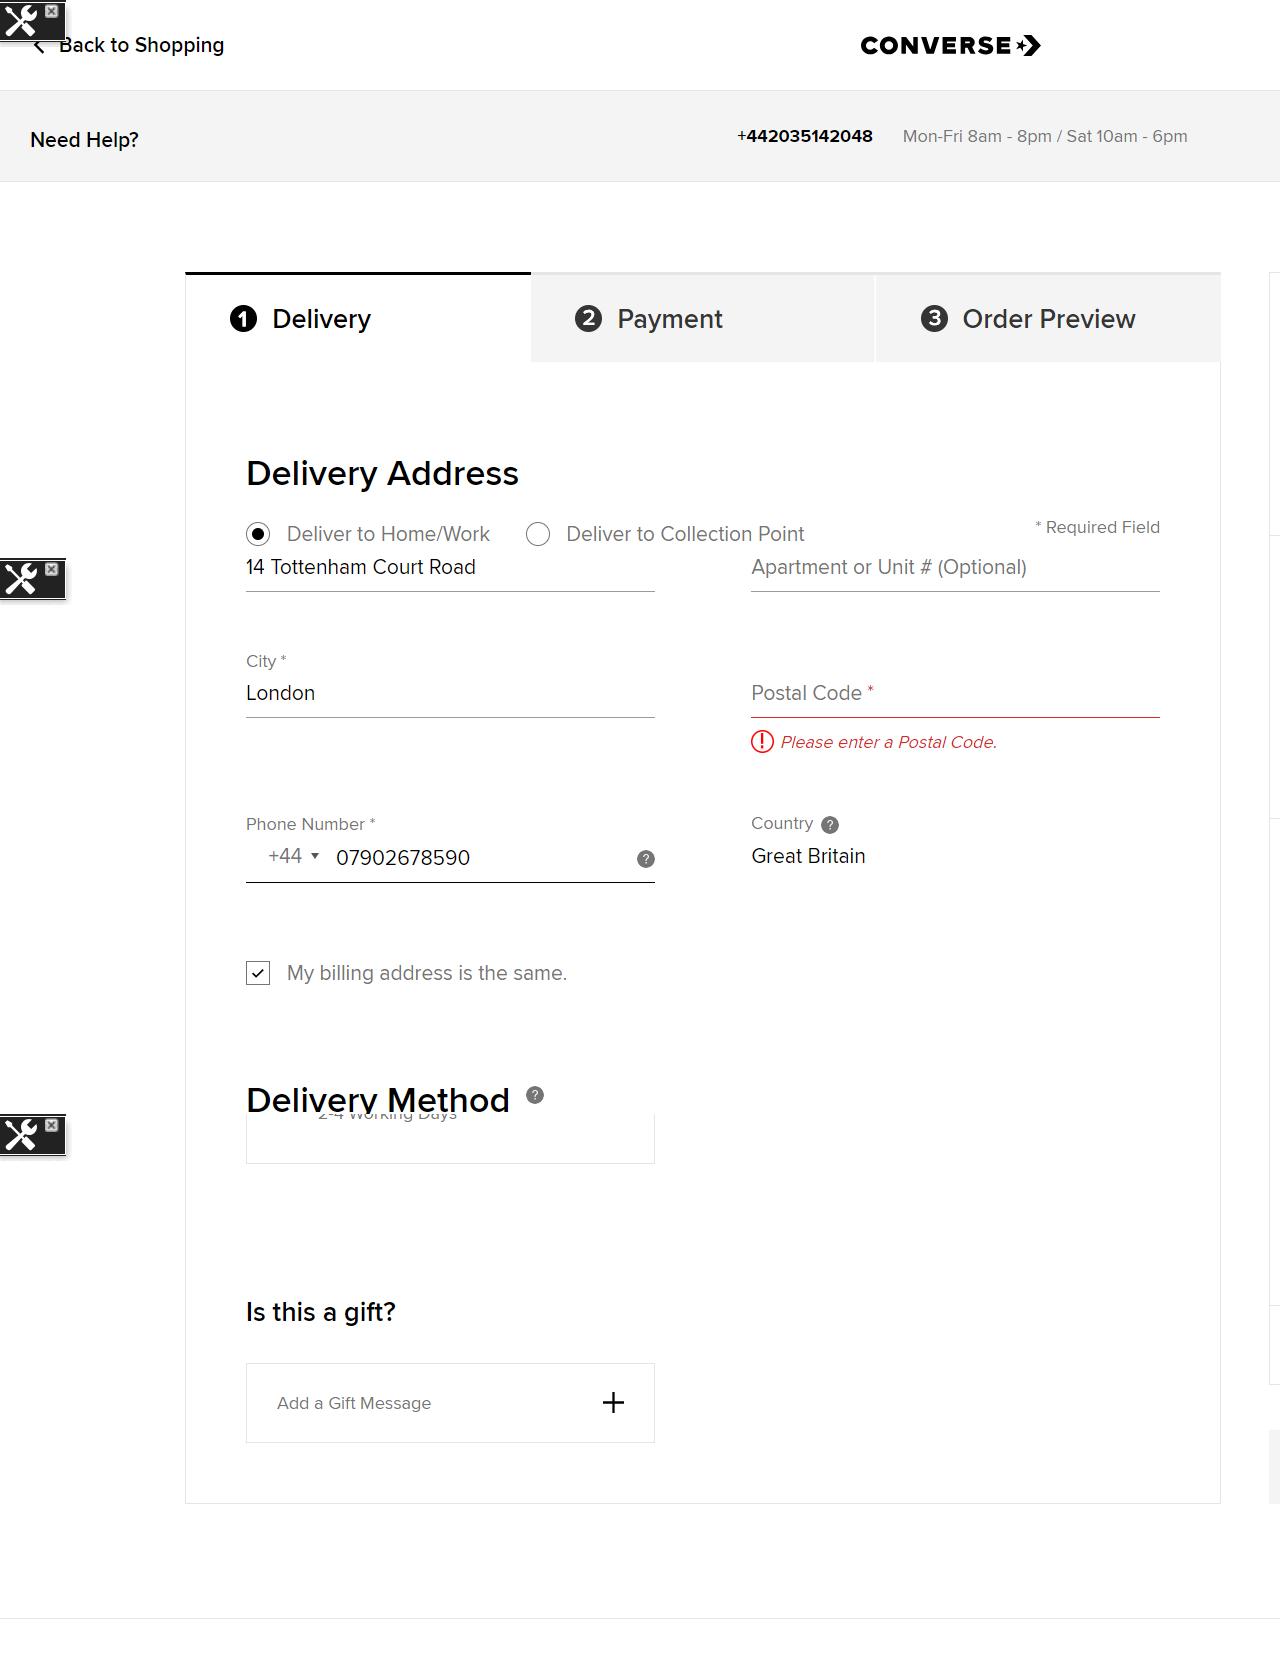 Back to Shopping
CONVERSE
Need Help?
+442035142048 Mon-Fri 8am - 8pm / Sat 10am - 6pm
1 Delivery
2 Payment
3 Order Preview
Delivery Address
Deliver to Home/Work
Deliver to Collection Point
* Required Field
14 Tottenham Court Road
Apartment or Unit # (Optional)
City *
London
Postal Code *
! Please enter a Postal Code.
Phone Number *
+44 07902678590 ?
Country ?
Great Britain
My billing address is the same.
Delivery Method ?
2-4 Working Days
Is this a gift?
Add a Gift Message